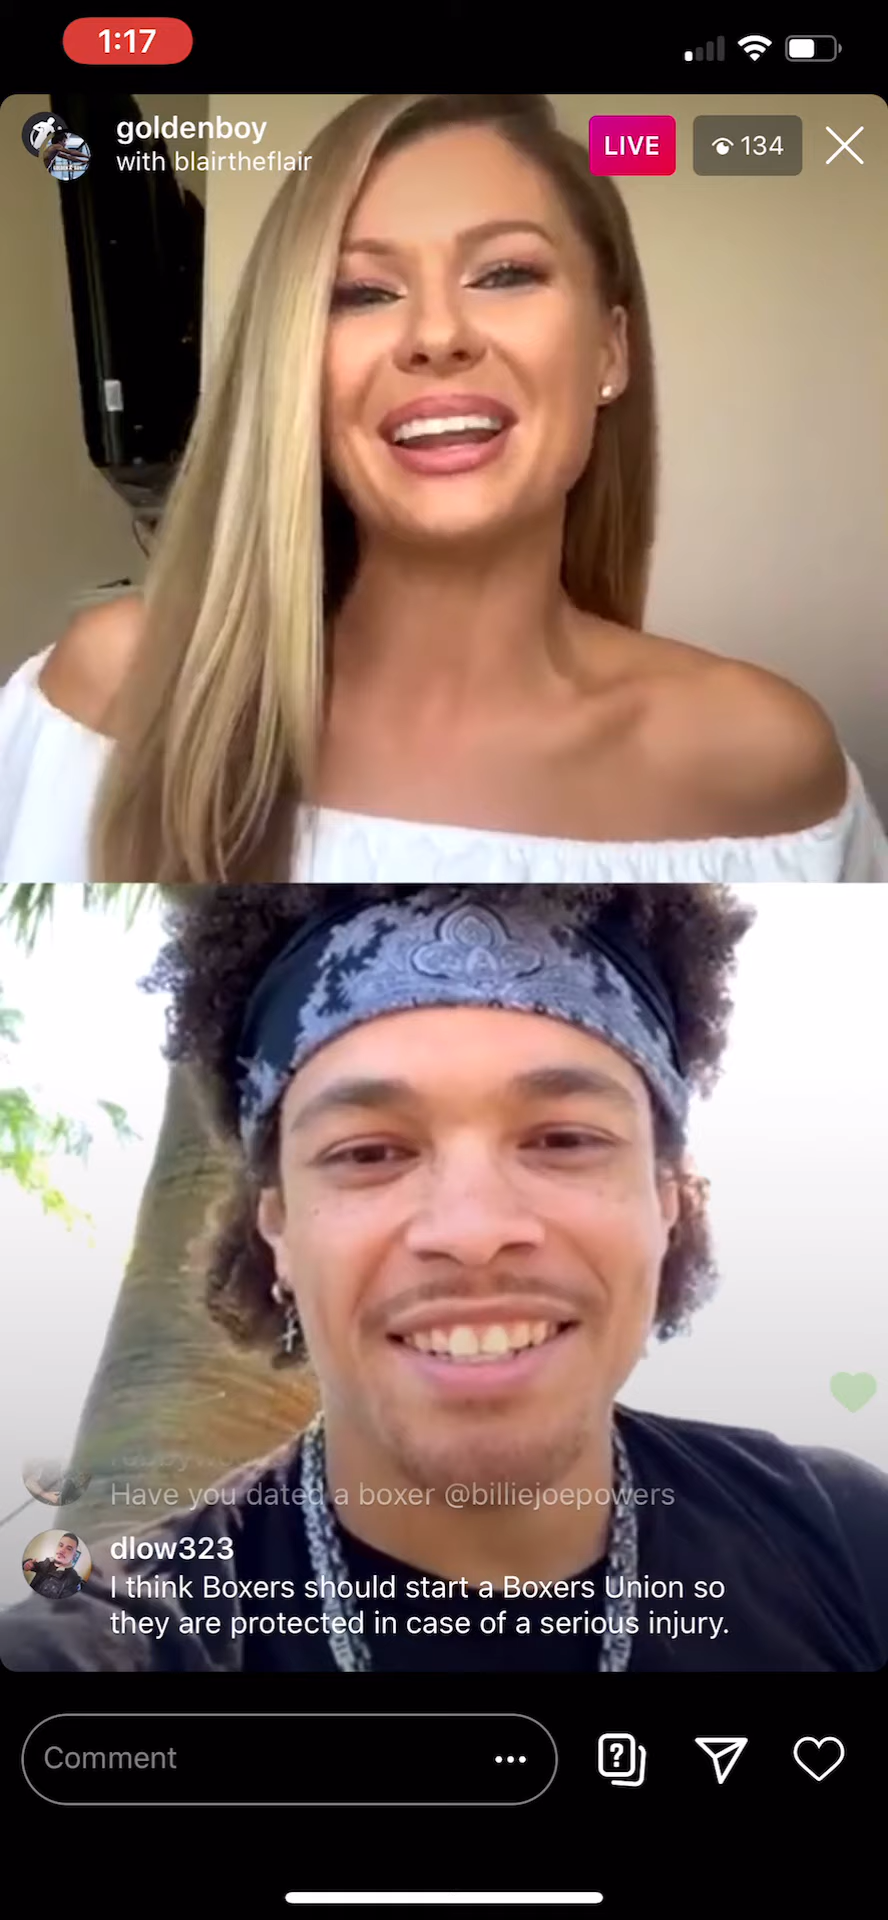 1:17
goldenboy
with blairtheflair
LIVE
134
Have you dated a boxer @billiejoepowers
dlow323
I think Boxers should start a Boxers Union so
they are protected in case of a serious injury.
Comment
?